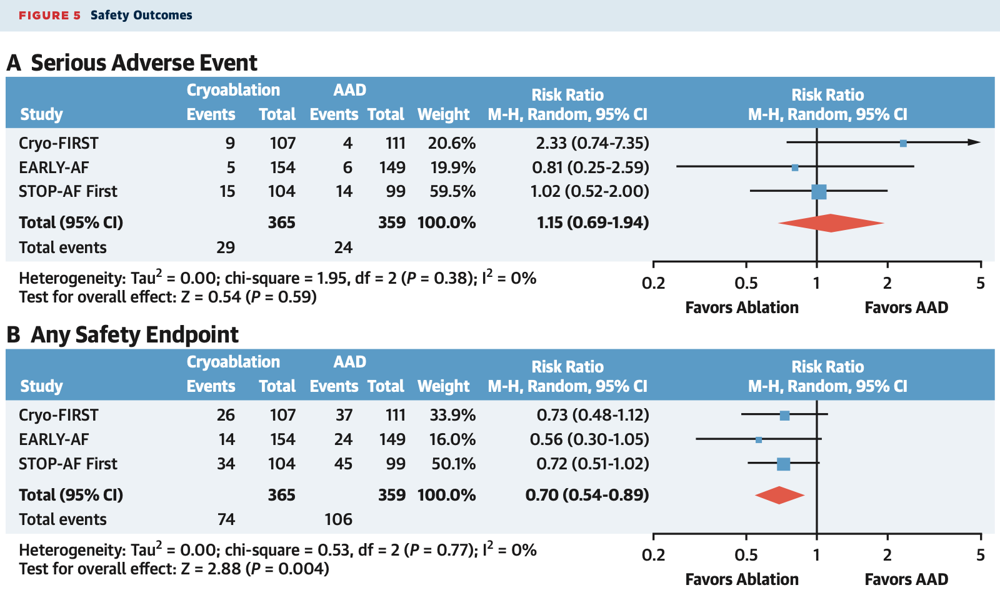 FIGURE 5 Safety Outcomes
A Serious Adverse Event
Cryoablation AAD Risk Ratio Risk Ratio
Study Events Total Events Total Weight M-H, Random, 95% CI M-H, Random, 95% CI
Cryo-FIRST 9 107 4 111 20.6% 2.33 (0.74-7.35)
EARLY-AF 5 154 6 149 19.9% 0.81 (0.25-2.59)
STOP-AF First 15 104 14 99 59.5% 1.02 (0.52-2.00)
Total (95% CI) 365 359 100.0% 1.15 (0.69-1.94)
Total events 29 24
Heterogeneity: Tau² = 0.00; chi-square = 1.95, df = 2 (P = 0.38); I² = 0%
Test for overall effect: Z = 0.54 (P = 0.59)
0.2 0.5 1 2 5
Favors Ablation Favors AAD
B Any Safety Endpoint
Cryoablation AAD Risk Ratio Risk Ratio
Study Events Total Events Total Weight M-H, Random, 95% CI M-H, Random, 95% CI
Cryo-FIRST 26 107 37 111 33.9% 0.73 (0.48-1.12)
EARLY-AF 14 154 24 149 16.0% 0.56 (0.30-1.05)
STOP-AF First 34 104 45 99 50.1% 0.72 (0.51-1.02)
Total (95% CI) 365 359 100.0% 0.70 (0.54-0.89)
Total events 74 106
Heterogeneity: Tau² = 0.00; chi-square = 0.53, df = 2 (P = 0.77); I² = 0%
Test for overall effect: Z = 2.88 (P = 0.004)
0.2 0.5 1 2 5
Favors Ablation Favors AAD